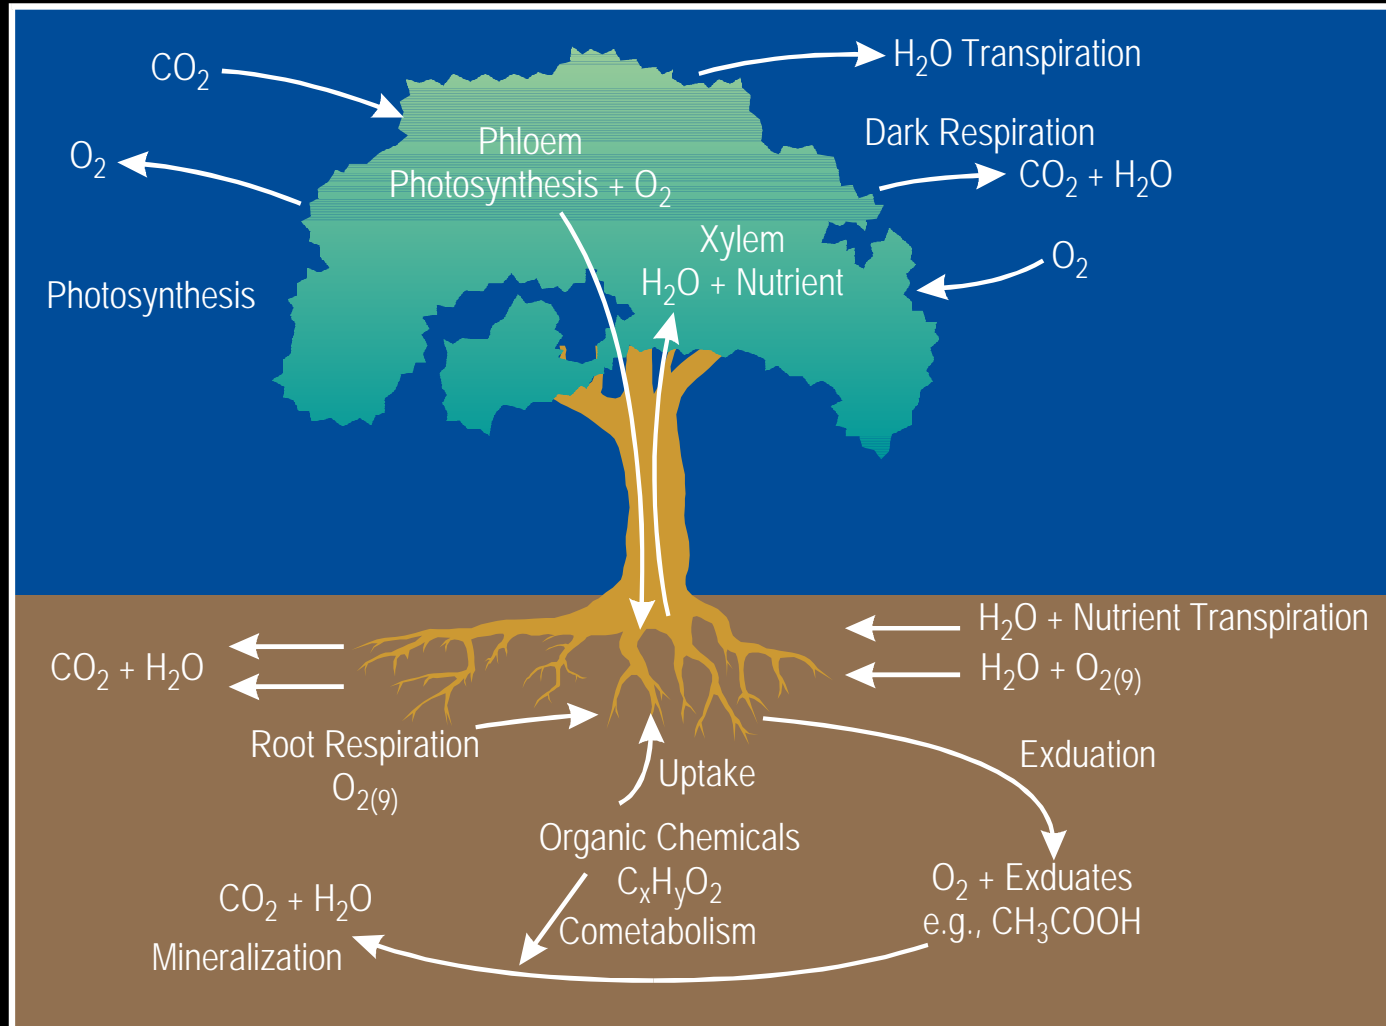 CO₂
H₂O Transpiration
O₂
Phloem
Photosynthesis + O₂
Dark Respiration
CO₂ + H₂O
Xylem
H₂O + Nutrient
O₂
Photosynthesis
H₂O + Nutrient Transpiration
H₂O + O₂₍₉₎
CO₂ + H₂O
Root Respiration
O₂₍₉₎
Uptake
Exduation
Organic Chemicals
CₓHᵧO₂
Cometabolism
O₂ + Exduates
e.g., CH₃COOH
CO₂ + H₂O
Mineralization